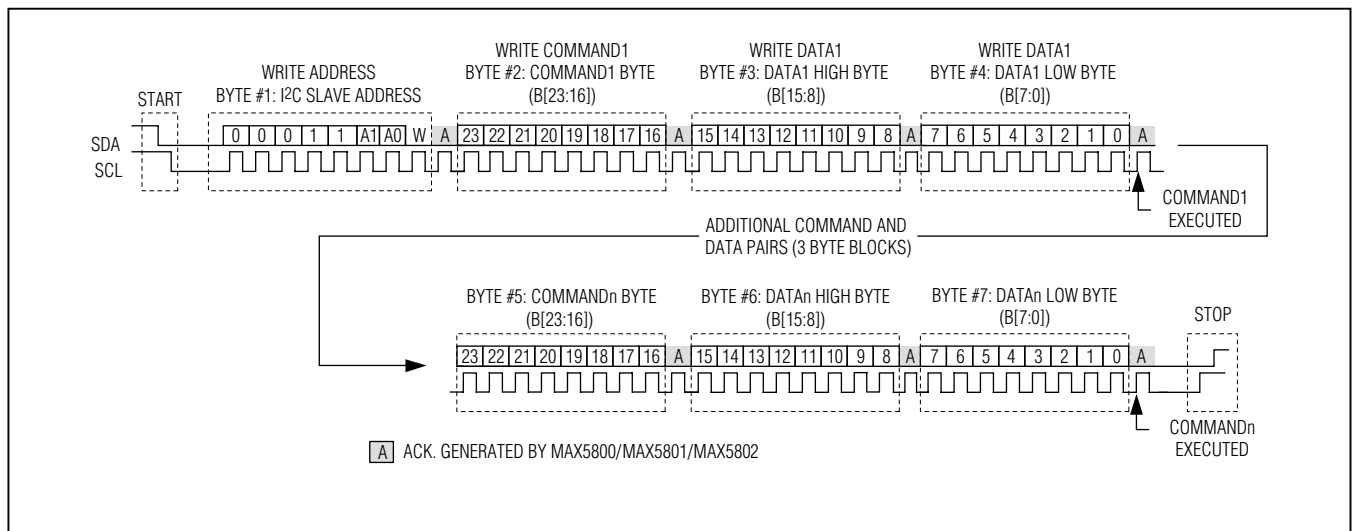 WRITE ADDRESS
BYTE #1: I2C SLAVE ADDRESS
WRITE COMMAND1
BYTE #2: COMMAND1 BYTE
(B[23:16])
WRITE DATA1
BYTE #3: DATA1 HIGH BYTE
(B[15:8])
WRITE DATA1
BYTE #4: DATA1 LOW BYTE
(B[7:0])
START
SDA
0 0 0 1 1 A1 A0 W A 23 22 21 20 19 18 17 16 A 15 14 13 12 11 10 9 8 A 7 6 5 4 3 2 1 0 A
SCL
COMMAND1
EXECUTED
ADDITIONAL COMMAND AND
DATA PAIRS (3 BYTE BLOCKS)
BYTE #5: COMMANDn BYTE
(B[23:16])
BYTE #6: DATAn HIGH BYTE
(B[15:8])
BYTE #7: DATAn LOW BYTE
(B[7:0])
STOP
23 22 21 20 19 18 17 16 A 15 14 13 12 11 10 9 8 A 7 6 5 4 3 2 1 0 A
COMMANDn
EXECUTED
A ACK. GENERATED BY MAX5800/MAX5801/MAX5802